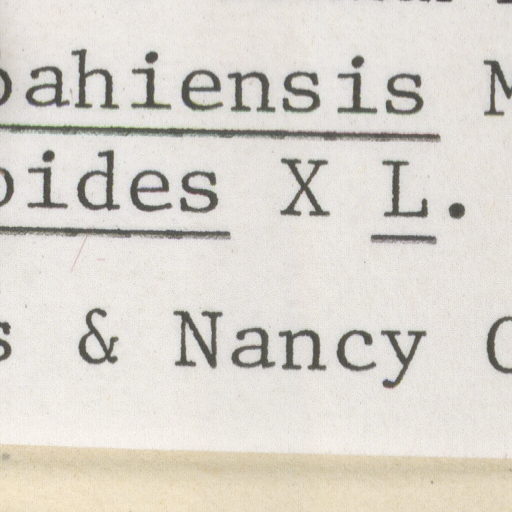 bahiensis M
oides X L.
s & Nancy C